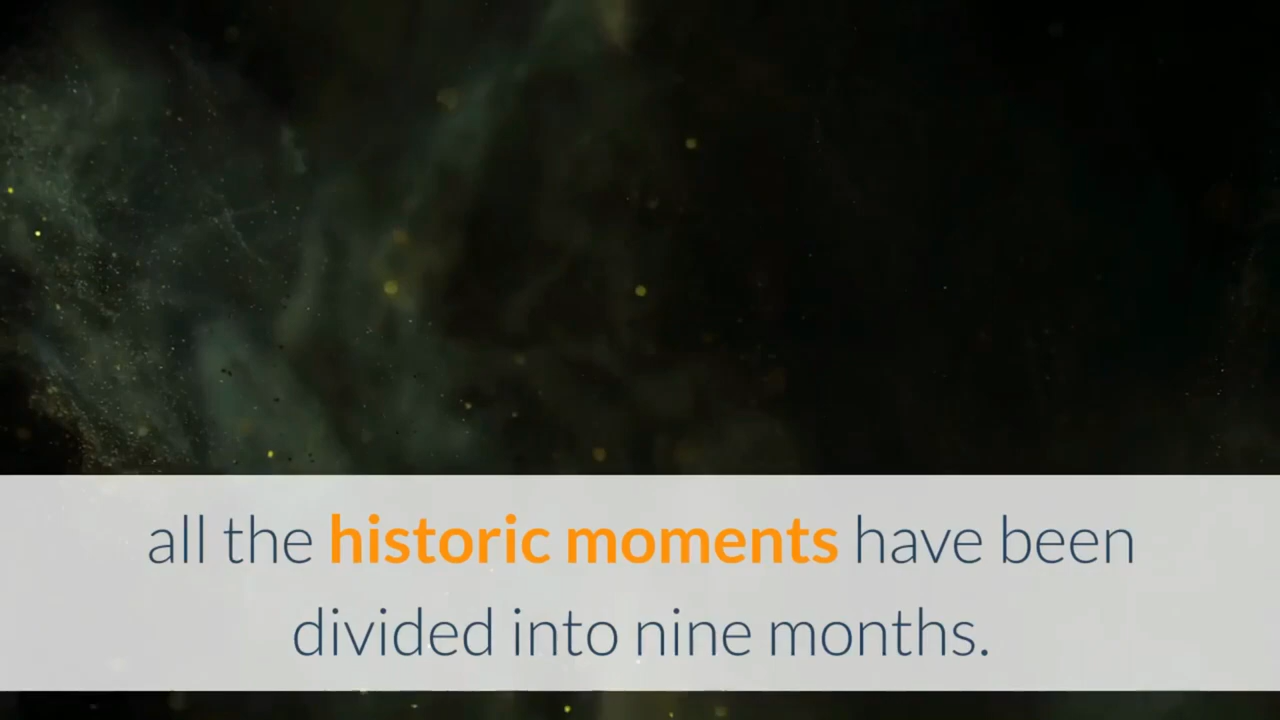 all the historic moments have been
divided into nine months.